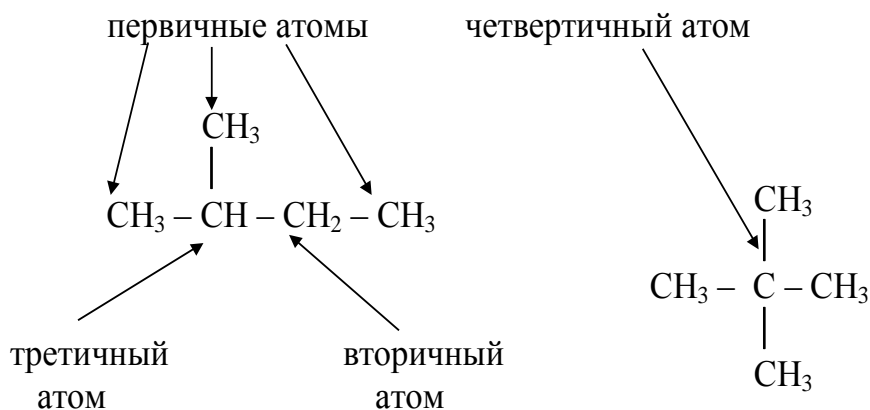 первичные атомы четвертичный атом
CH₃
CH₃ – CH – CH₂ – CH₃
CH₃
CH₃ – C – CH₃
CH₃
третичный атом
вторичный атом